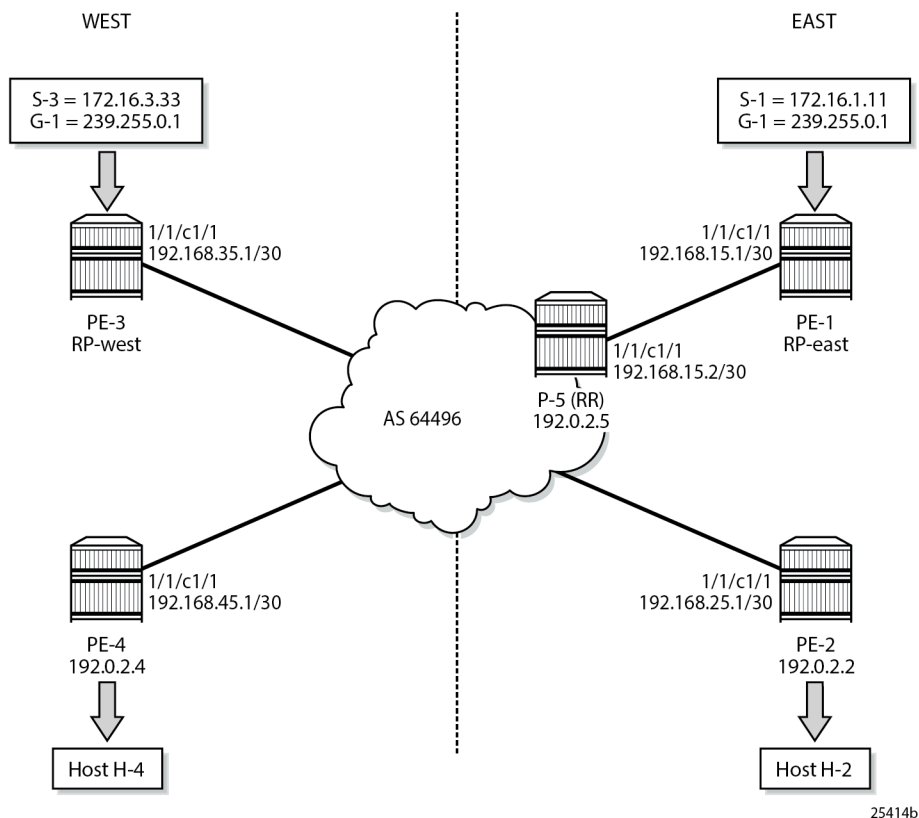 WEST
EAST
S-3 = 172.16.3.33
G-1 = 239.255.0.1
S-1 = 172.16.1.11
G-1 = 239.255.0.1
1/1/c1/1
192.168.35.1/30
1/1/c1/1
192.168.15.1/30
PE-3
RP-west
PE-1
RP-east
1/1/c1/1
192.168.15.2/30
P-5 (RR)
192.0.2.5
AS 64496
1/1/c1/1
192.168.45.1/30
1/1/c1/1
192.168.25.1/30
PE-4
192.0.2.4
PE-2
192.0.2.2
Host H-4
Host H-2
25414b